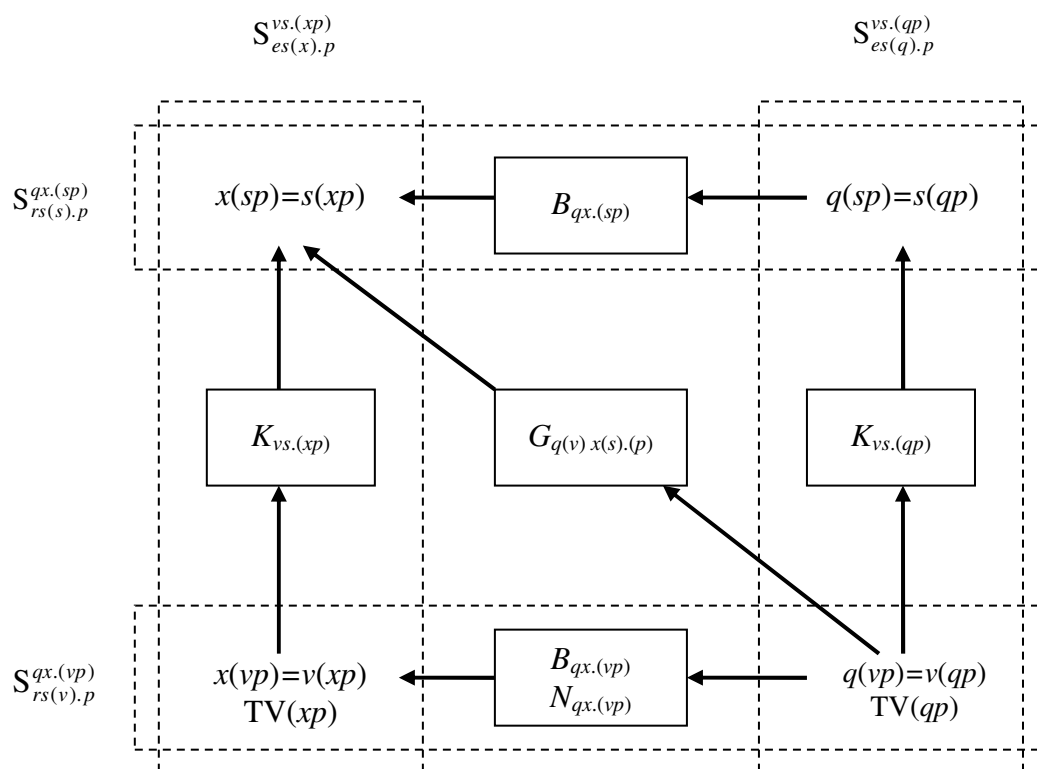 S^{vs.(xp)}_{es(x).p}
S^{vs.(qp)}_{es(q).p}
S^{qx.(sp)}_{rs(s).p}
x(sp)=s(xp)
B_{qx.(sp)}
q(sp)=s(qp)
K_{vs.(xp)}
G_{q(v) x(s).(p)}
K_{vs.(qp)}
S^{qx.(vp)}_{rs(v).p}
x(vp)=v(xp)
TV(xp)
B_{qx.(vp)}
N_{qx.(vp)}
q(vp)=v(qp)
TV(qp)